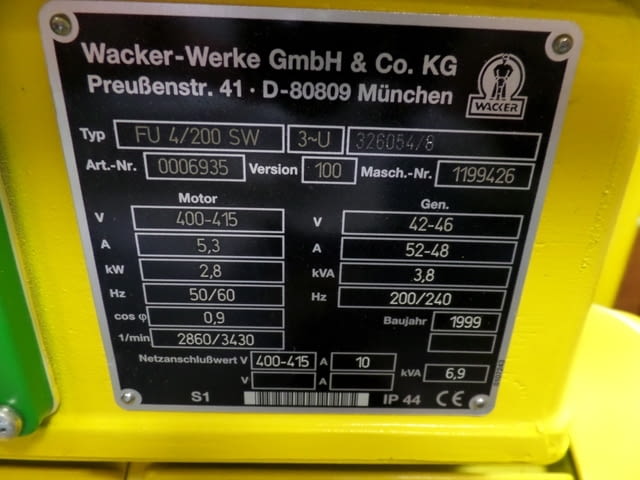 Wacker-Werke GmbH & Co. KG
Preußenstr. 41 · D-80809 München
WACKER
Typ FU 4/200 SW 3~U 326054/8
Art.-Nr. 0006935 Version 100 Masch.-Nr. 1199426
Motor Gen.
V 400-415 V 42-46
A 5,3 A 52-48
kW 2,8 kVA 3,8
Hz 50/60 Hz 200/240
cos φ 0,9 Baujahr 1999
1/min 2860/3430
Netzanschlußwert V 400-415 A 10 kVA 6,9
V A
S1 IP 44 CE